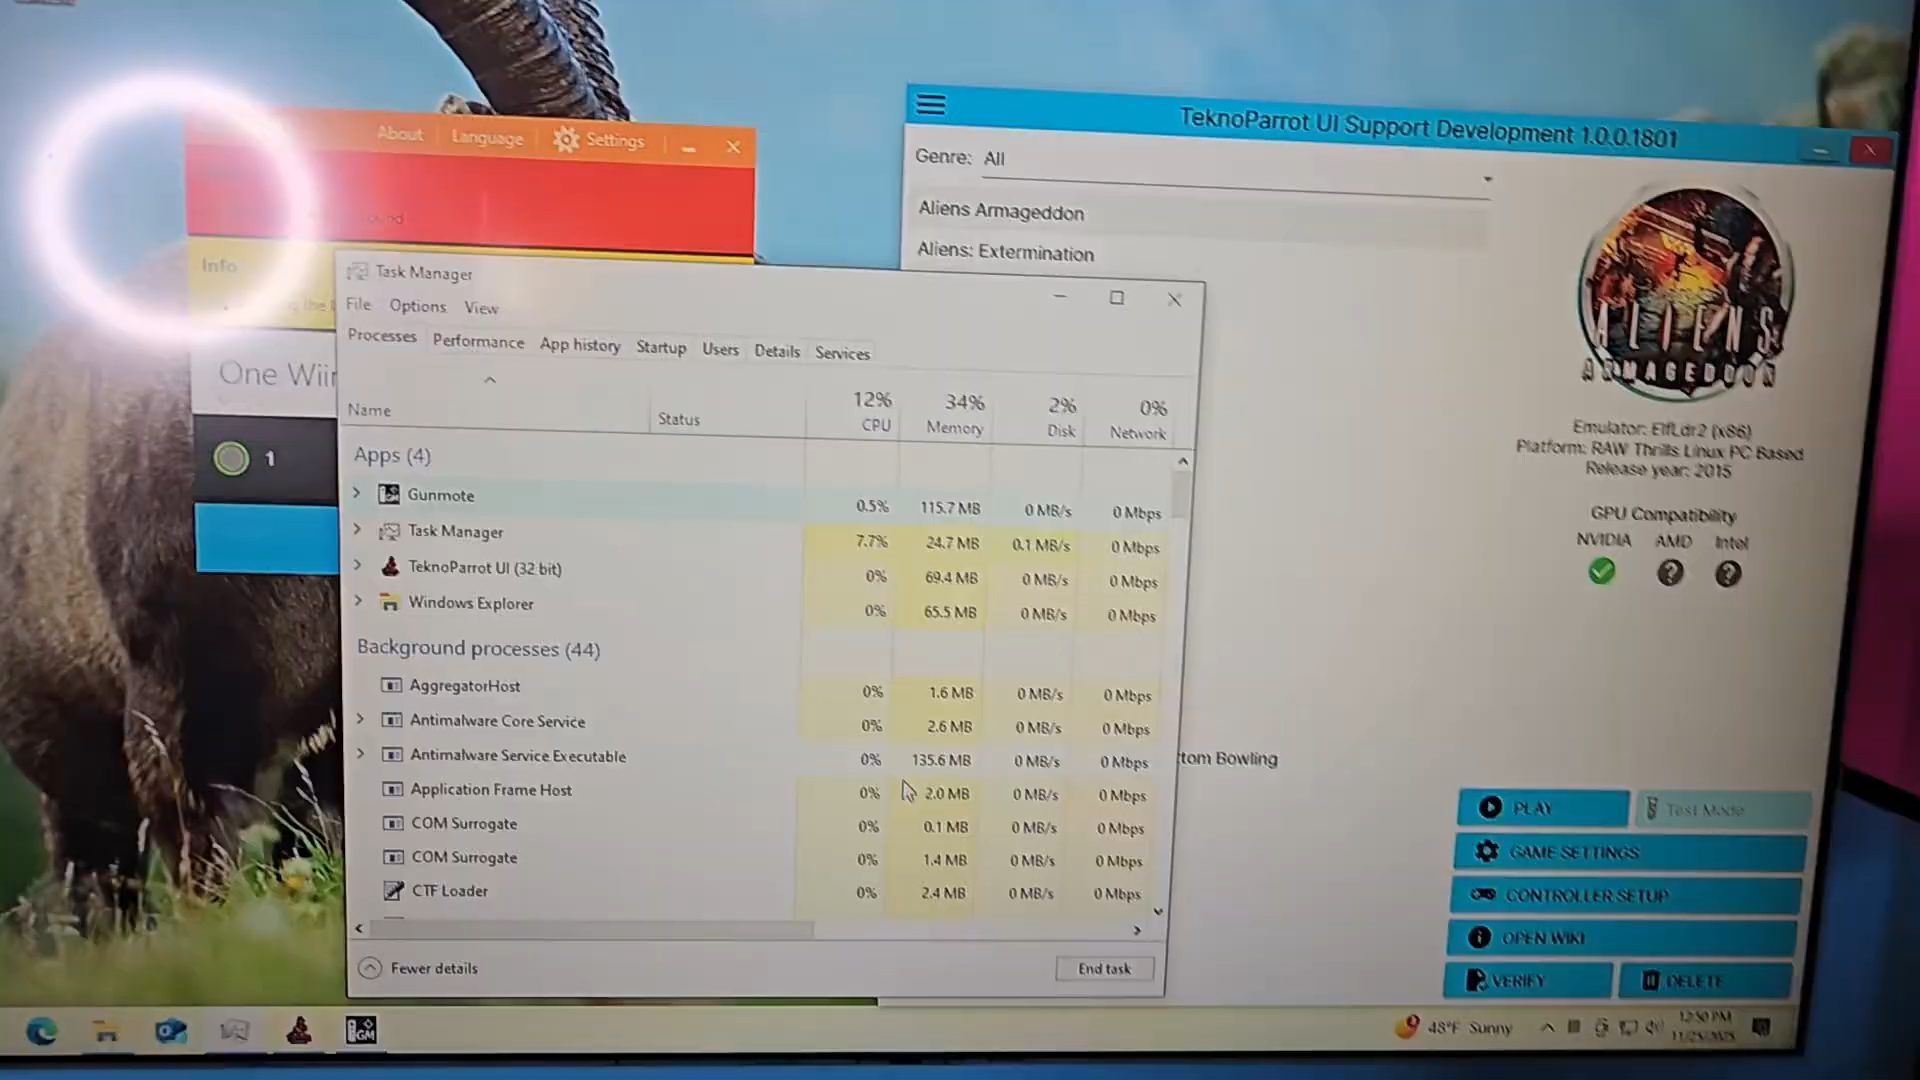 About Language Settings
Info
One Wiir
1
TeknoParrot UI Support Development 1.0.0.1801
Genre: All
Aliens Armageddon
Aliens: Extermination
tom Bowling
Task Manager
File Options View
Processes Performance App history Startup Users Details Services
12% 34% 2% 0%
Name Status CPU Memory Disk Network
Apps (4)
Gunmote 0.5% 115.7 MB 0 MB/s 0 Mbps
Task Manager 7.7% 24.7 MB 0.1 MB/s 0 Mbps
TeknoParrot UI (32 bit) 0% 69.4 MB 0 MB/s 0 Mbps
Windows Explorer 0% 65.5 MB 0 MB/s 0 Mbps
Background processes (44)
AggregatorHost 0% 1.6 MB 0 MB/s 0 Mbps
Antimalware Core Service 0% 2.6 MB 0 MB/s 0 Mbps
Antimalware Service Executable 0% 135.6 MB 0 MB/s 0 Mbps
Application Frame Host 0% 2.0 MB 0 MB/s 0 Mbps
COM Surrogate 0% 0.1 MB 0 MB/s 0 Mbps
COM Surrogate 0% 1.4 MB 0 MB/s 0 Mbps
CTF Loader 0% 2.4 MB 0 MB/s 0 Mbps
Fewer details End task
ALIENS
ARMAGEDDON
Emulator: ElfLdr2 (x86)
Platform: RAW Thrills Linux PC Based
Release year: 2015
GPU Compatibility
NVIDIA AMD Intel
PLAY Test Mode
GAME SETTINGS
CONTROLLER SETUP
OPEN WIKI
VERIFY DELETE
GM
48°F Sunny
12:50 PM
11/25/2025